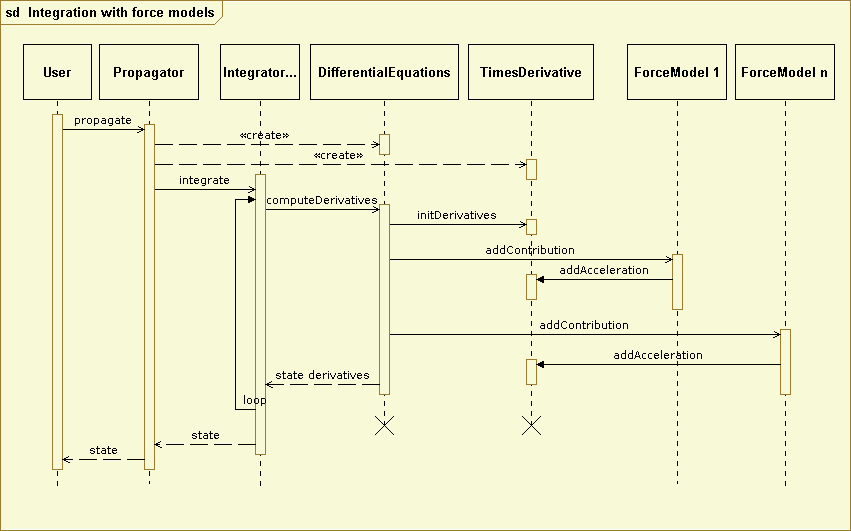 sd Integration with force models
User
Propagator
Integrator...
DifferentialEquations
TimesDerivative
ForceModel 1
ForceModel n
propagate
«create»
«create»
integrate
computeDerivatives
initDerivatives
addContribution
addAcceleration
addContribution
addAcceleration
state derivatives
loop
state
state